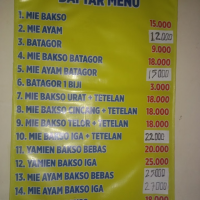 DAFTAR MENU
1. MIE BAKSO 15.000
2. MIE AYAM 12.000
3. BATAGOR 9.000
4. MIE BAKSO BATAGOR 18.000
5. MIE AYAM BATAGOR 17.000
6. BATAGOR 1 BIJI 3.000
7. MIE BAKSO URAT + TETELAN 18.000
8. MIE BAKSO CINCANG + TETELAN 18.000
9. MIE BAKSO TELOR + TETELAN 18.000
10. MIE BAKSO IGA + TETELAN 22.000
11. YAMIEN BAKSO BEBAS 20.000
12. YAMIEN BAKSO IGA 25.000
13. MIE AYAM BAKSO BEBAS
14. MIE AYAM BAKSO IGA